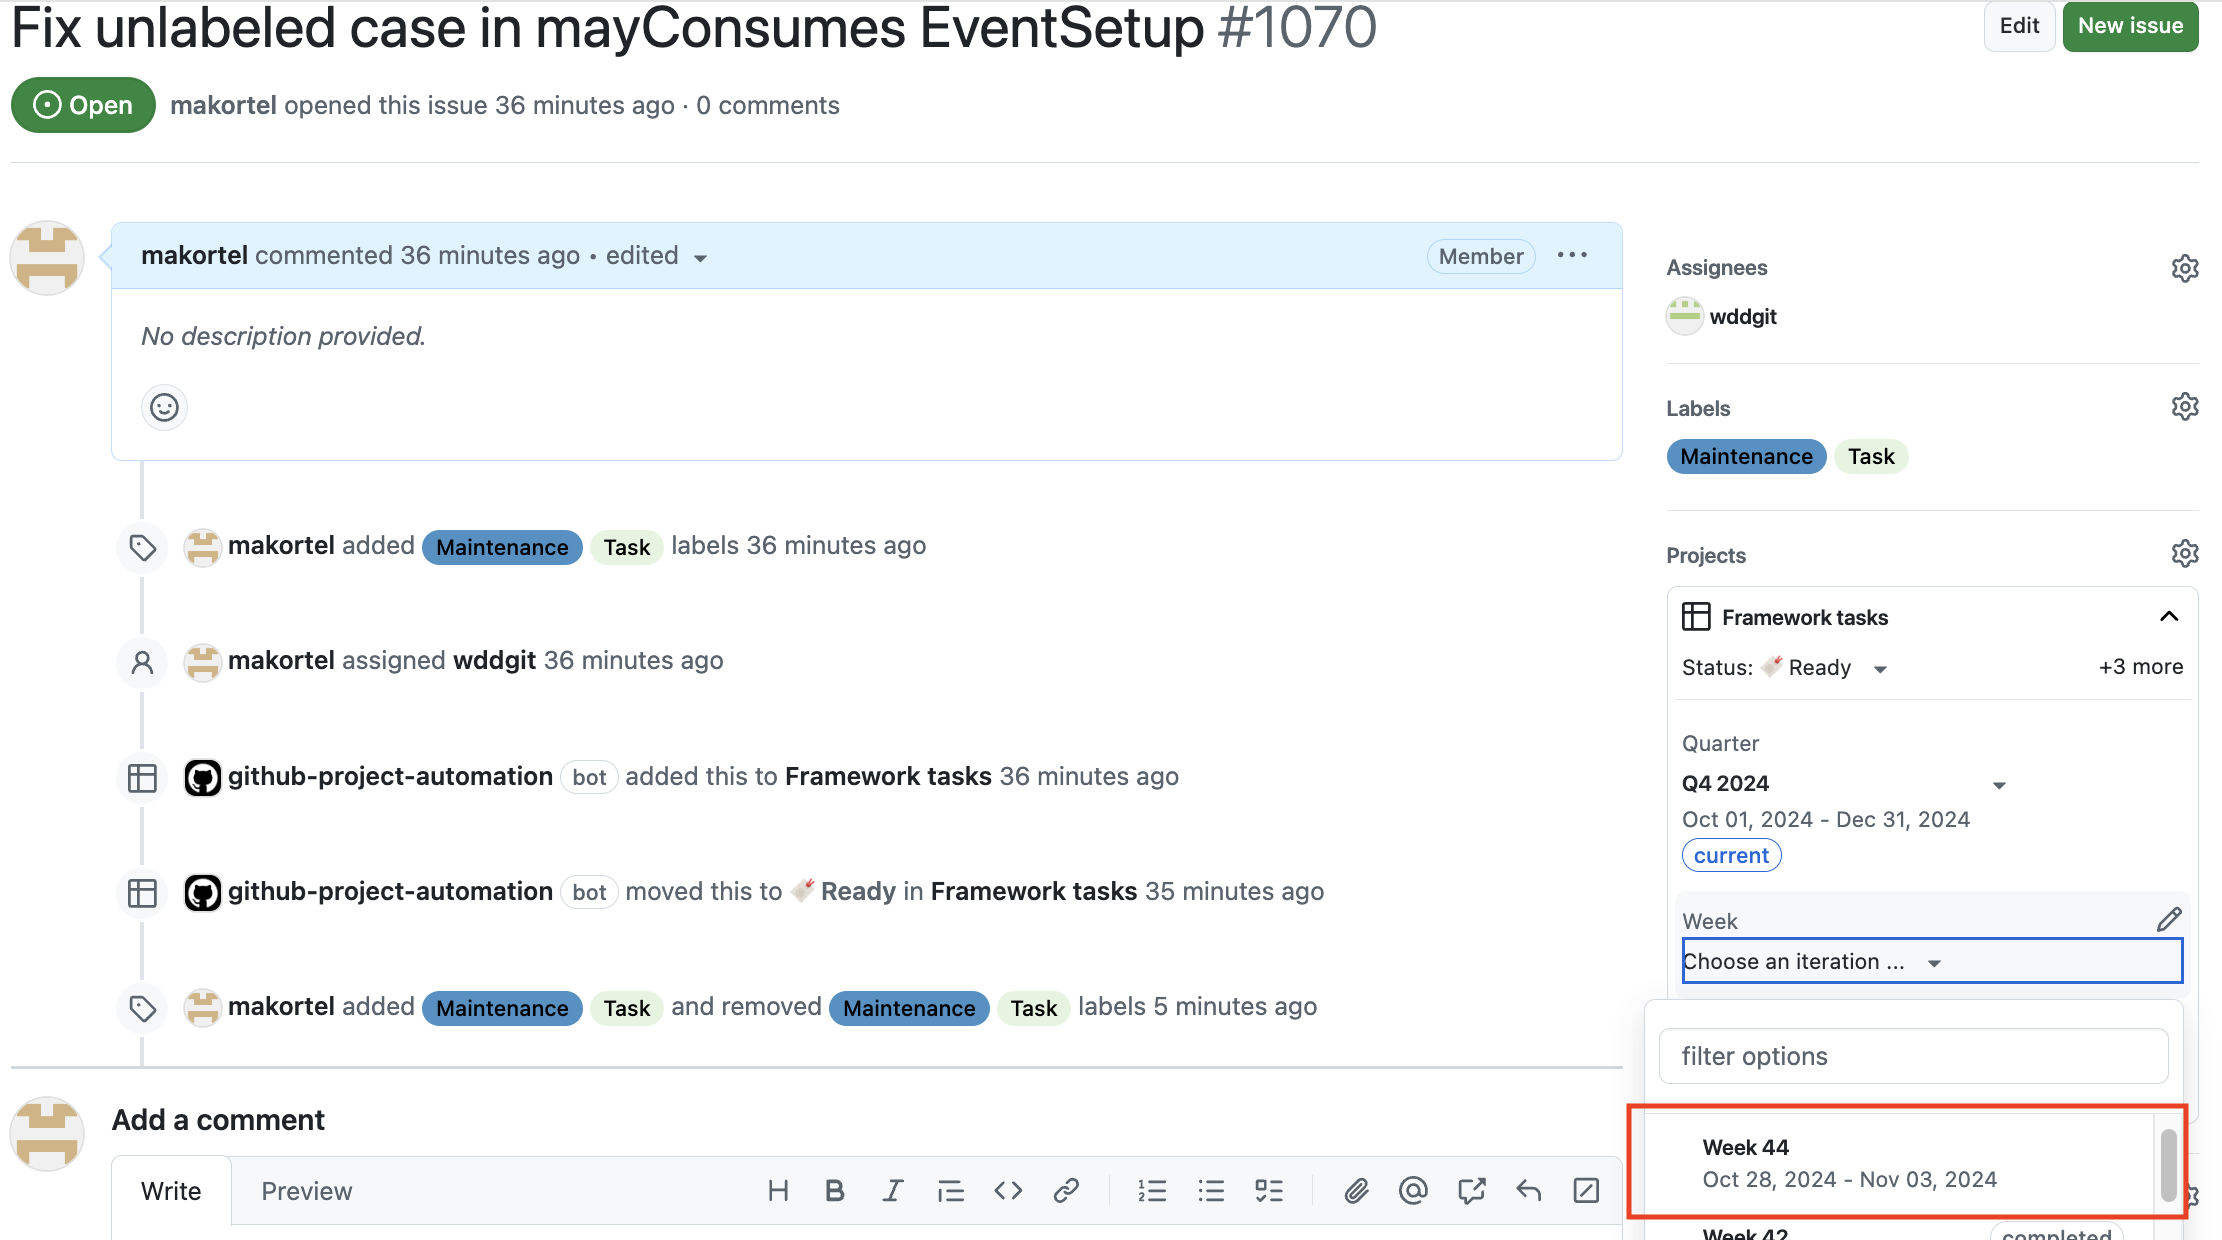 Fix unlabeled case in mayConsumes EventSetup #1070
Edit
New issue
Open
makortel opened this issue 36 minutes ago · 0 comments
makortel commented 36 minutes ago • edited
Member
No description provided.
makortel added Maintenance Task labels 36 minutes ago
makortel assigned wddgit 36 minutes ago
github-project-automation bot added this to Framework tasks 36 minutes ago
github-project-automation bot moved this to Ready in Framework tasks 35 minutes ago
makortel added Maintenance Task and removed Maintenance Task labels 5 minutes ago
Add a comment
Write
Preview
Assignees
wddgit
Labels
Maintenance Task
Projects
Framework tasks
Status: Ready
+3 more
Quarter
Q4 2024
Oct 01, 2024 - Dec 31, 2024
current
Week
Choose an iteration ...
filter options
Week 44
Oct 28, 2024 - Nov 03, 2024
Week 42
completed